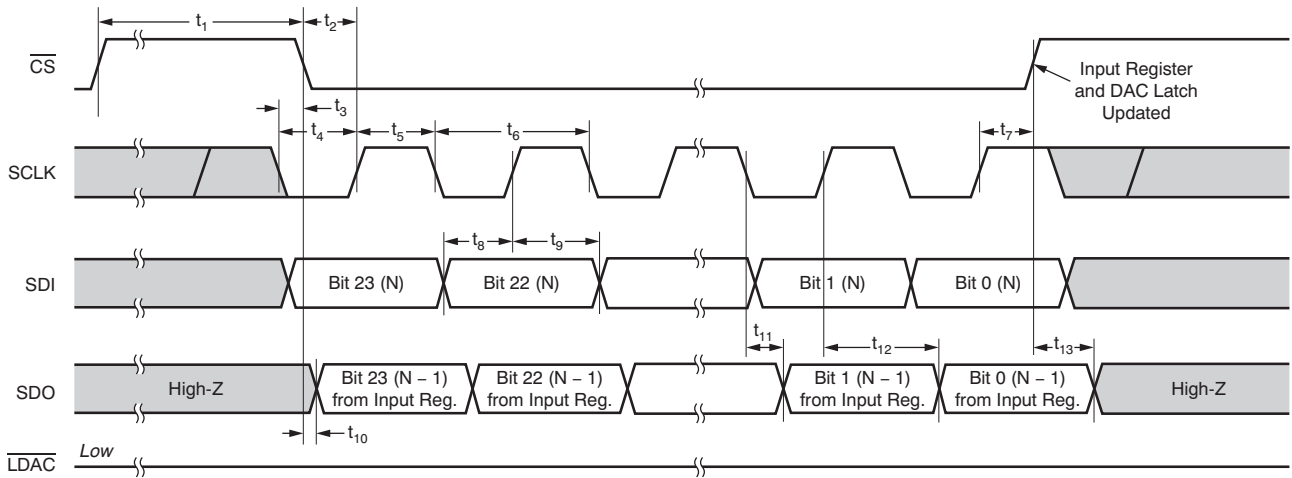 t1
t2
CS
Input Register
and DAC Latch
Updated
t3
t4
t5
t6
t7
SCLK
t8
t9
SDI
Bit 23 (N)
Bit 22 (N)
Bit 1 (N)
Bit 0 (N)
t11
t12
t13
SDO
High-Z
Bit 23 (N – 1)
from Input Reg.
Bit 22 (N – 1)
from Input Reg.
Bit 1 (N – 1)
from Input Reg.
Bit 0 (N – 1)
from Input Reg.
High-Z
t10
LDAC
Low